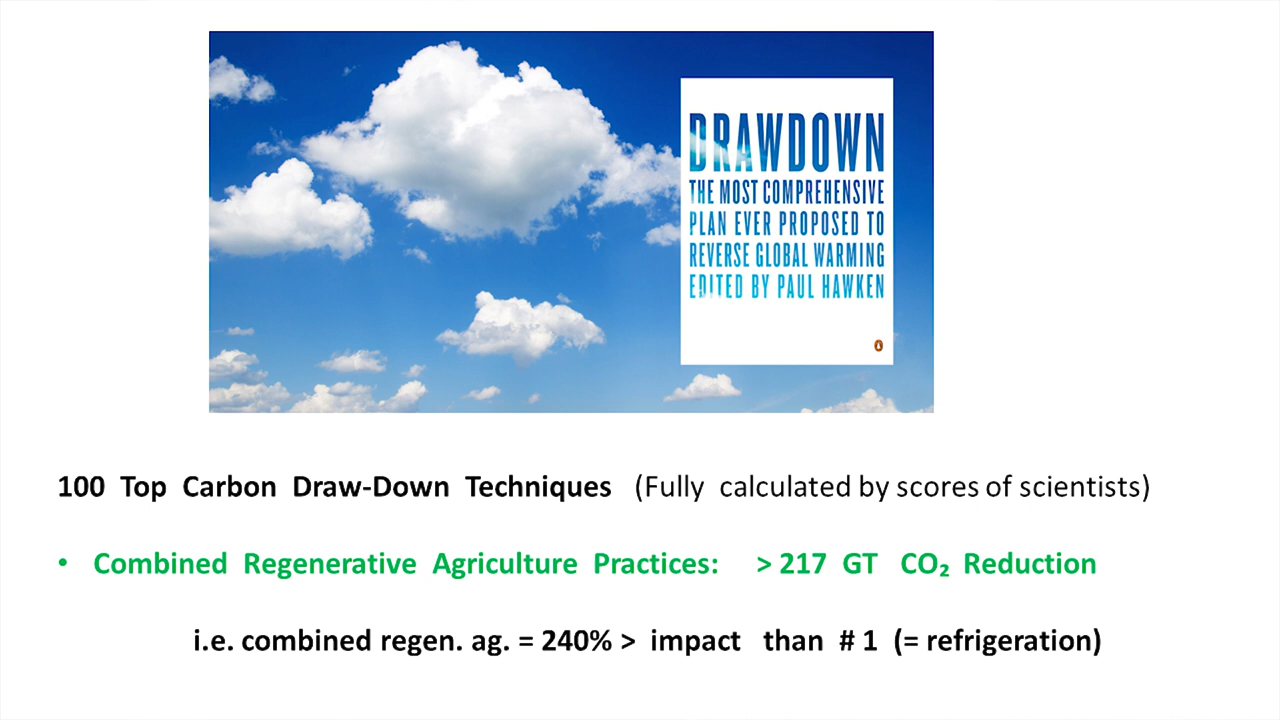 DRAWDOWN
THE MOST COMPREHENSIVE
PLAN EVER PROPOSED TO
REVERSE GLOBAL WARMING
EDITED BY PAUL HAWKEN
100 Top Carbon Draw-Down Techniques (Fully calculated by scores of scientists)
• Combined Regenerative Agriculture Practices: > 217 GT CO₂ Reduction
i.e. combined regen. ag. = 240% > impact than # 1 (= refrigeration)